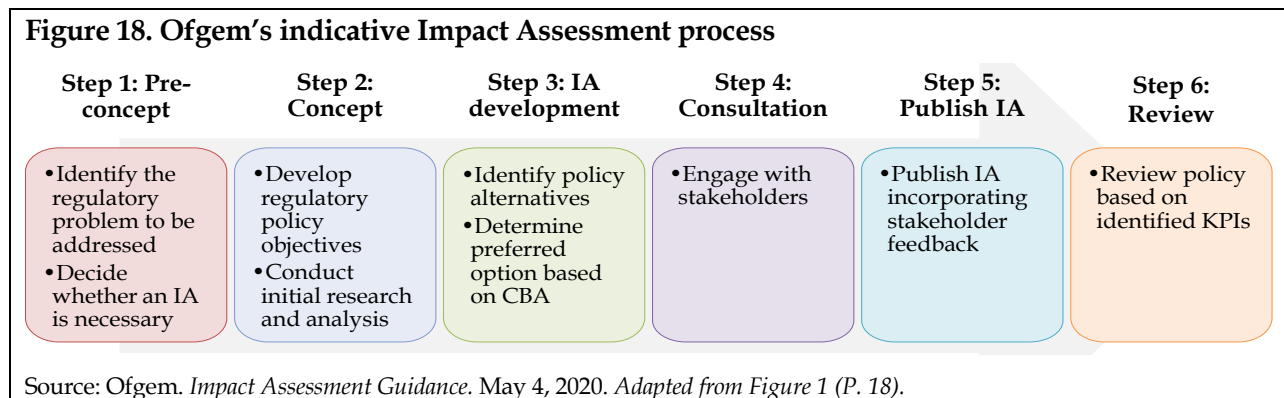 Figure 18. Ofgem’s indicative Impact Assessment process
Step 1: Pre-
concept
•Identify the
regulatory
problem to be
addressed
•Decide
whether an IA
is necessary
Step 2:
Concept
•Develop
regulatory
policy
objectives
•Conduct
initial research
and analysis
Step 3: IA
development
•Identify policy
alternatives
•Determine
preferred
option based
on CBA
Step 4:
Consultation
•Engage with
stakeholders
Step 5:
Publish IA
•Publish IA
incorporating
stakeholder
feedback
Step 6:
Review
•Review policy
based on
identified KPIs
Source: Ofgem. Impact Assessment Guidance. May 4, 2020. Adapted from Figure 1 (P. 18).